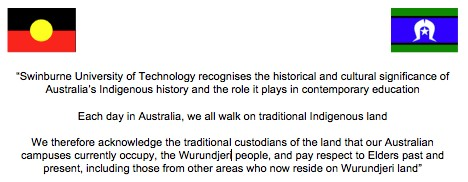 "Swinburne University of Technology recognises the historical and cultural significance of
Australia's Indigenous history and the role it plays in contemporary education
Each day in Australia, we all walk on traditional Indigenous land
We therefore acknowledge the traditional custodians of the land that our Australian
campuses currently occupy, the Wurundjeri people, and pay respect to Elders past and
present, including those from other areas who now reside on Wurundjeri land"